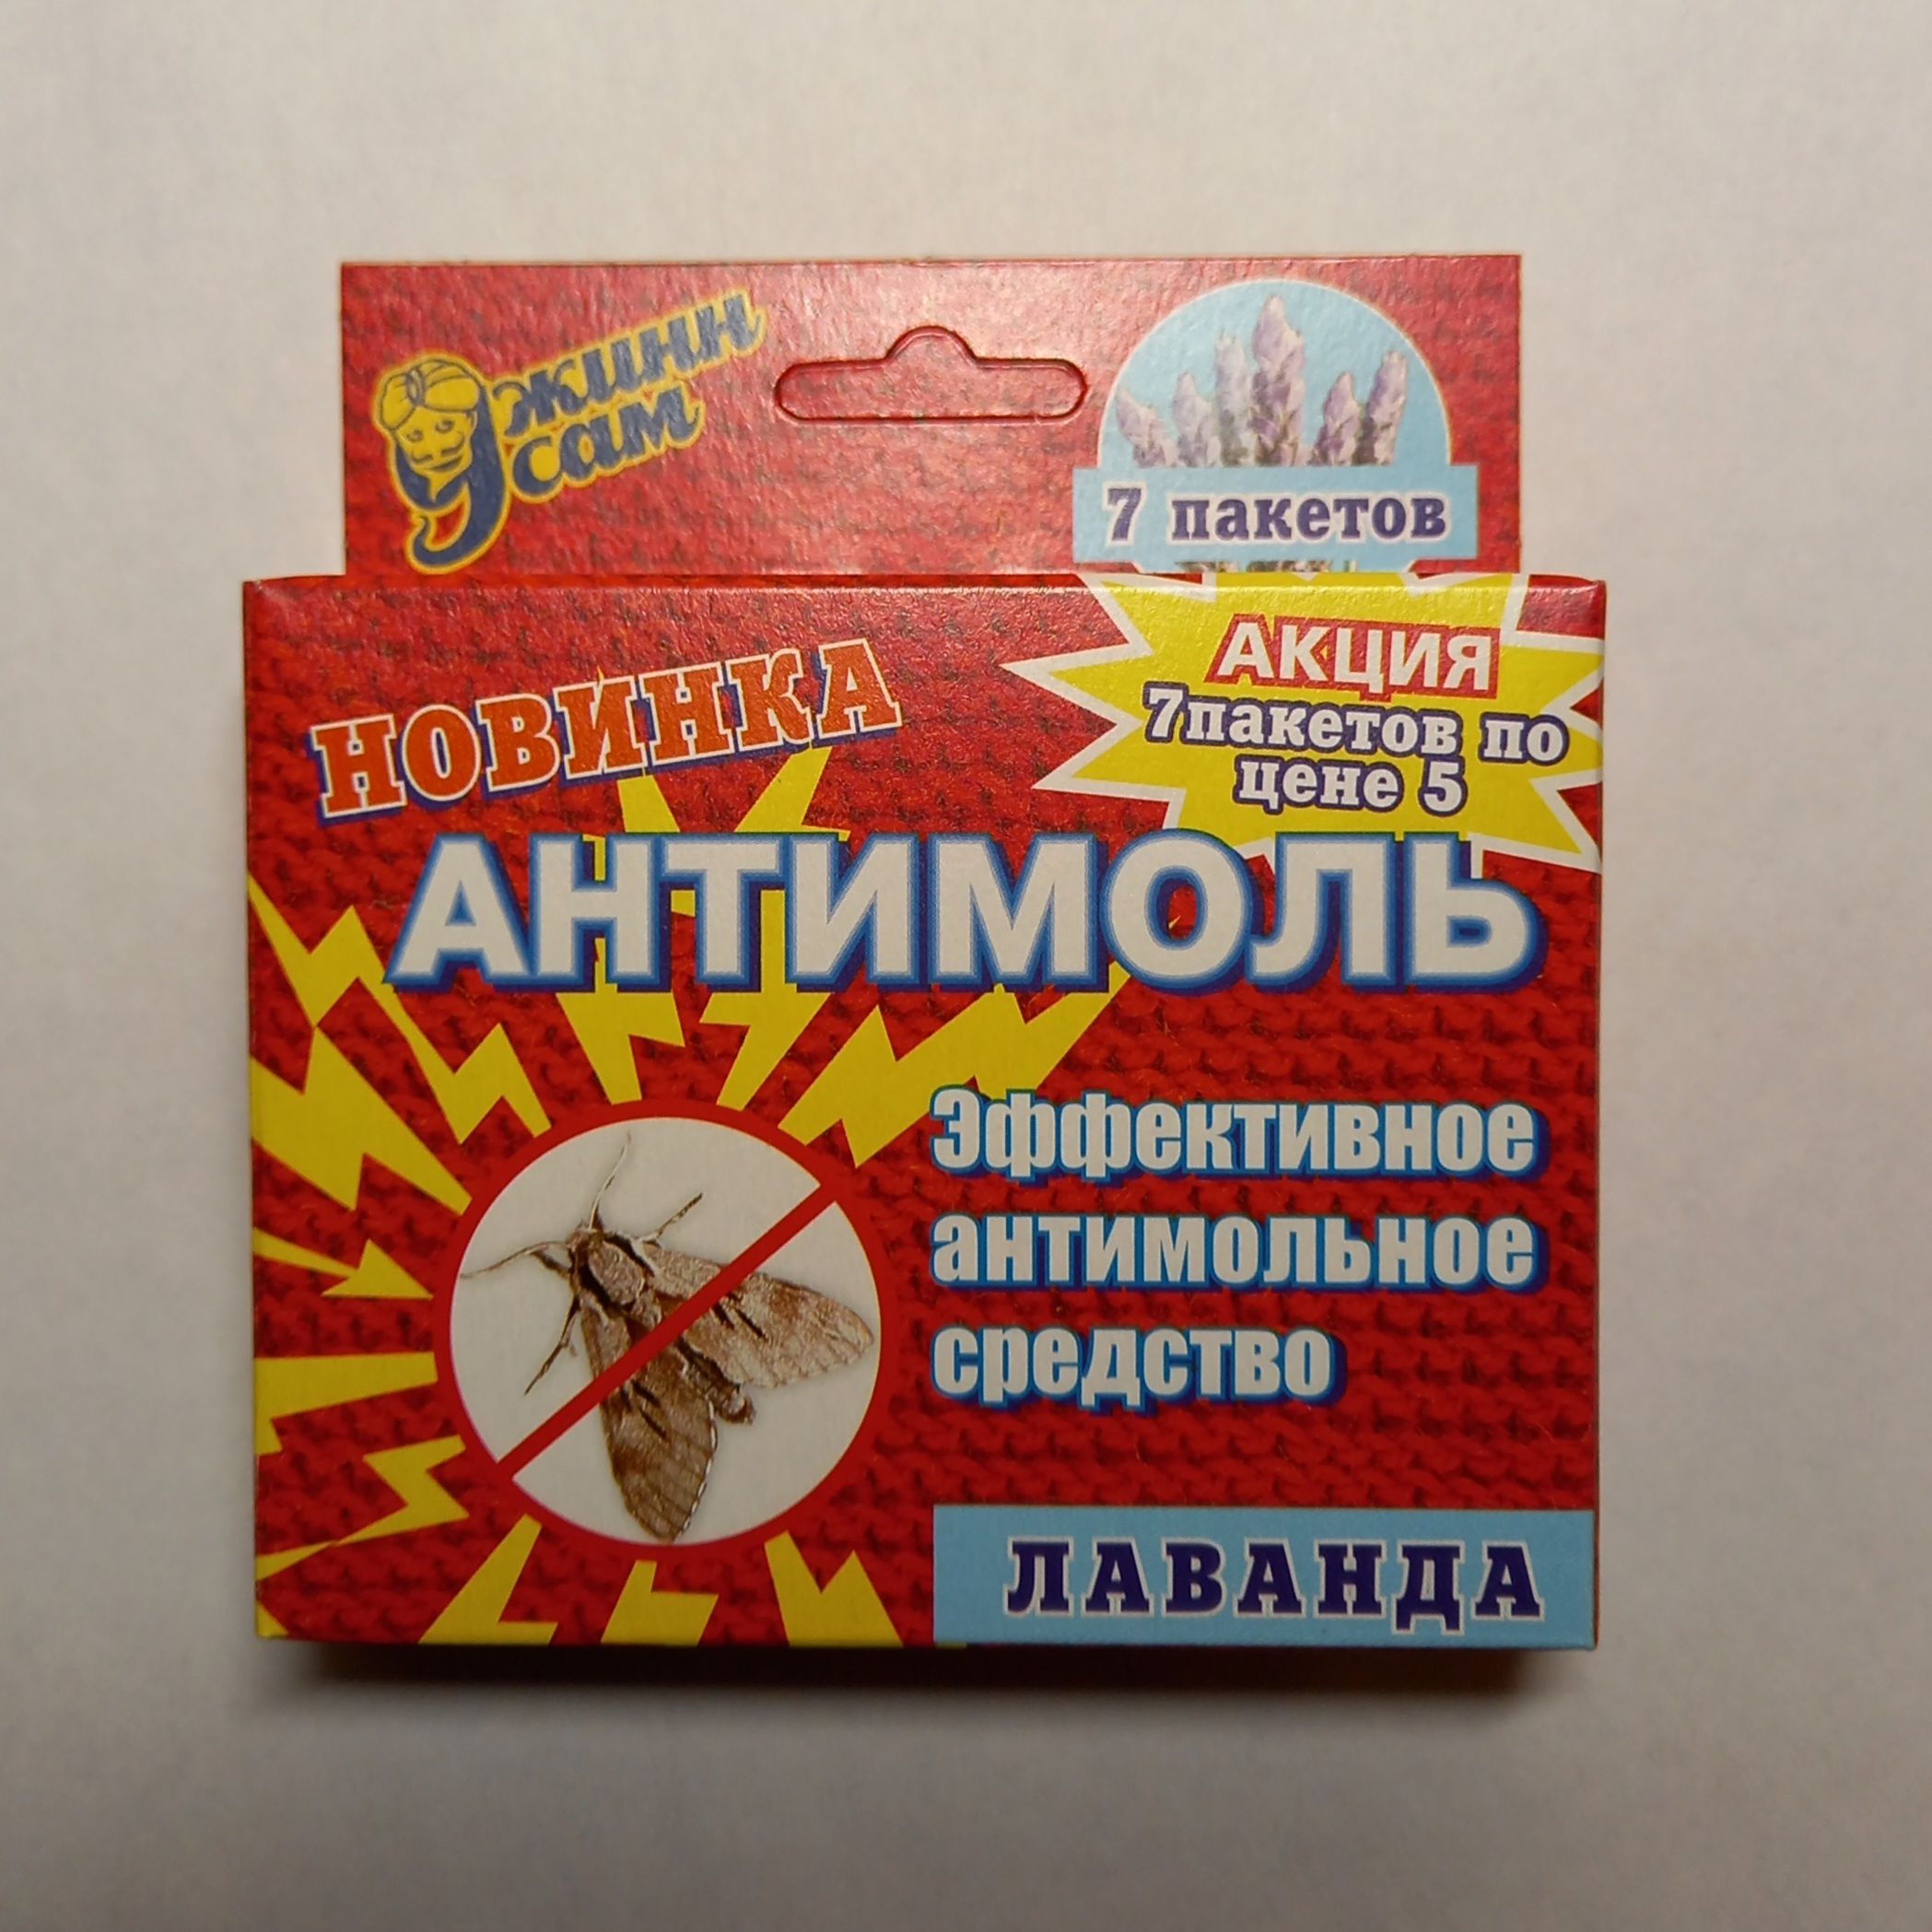 Джинн
сам
7 пакетов
НОВИНКА
АКЦИЯ
7пакетов по
цене 5
АНТИМОЛЬ
Эффективное
антимольное
средство
ЛАВАНДА